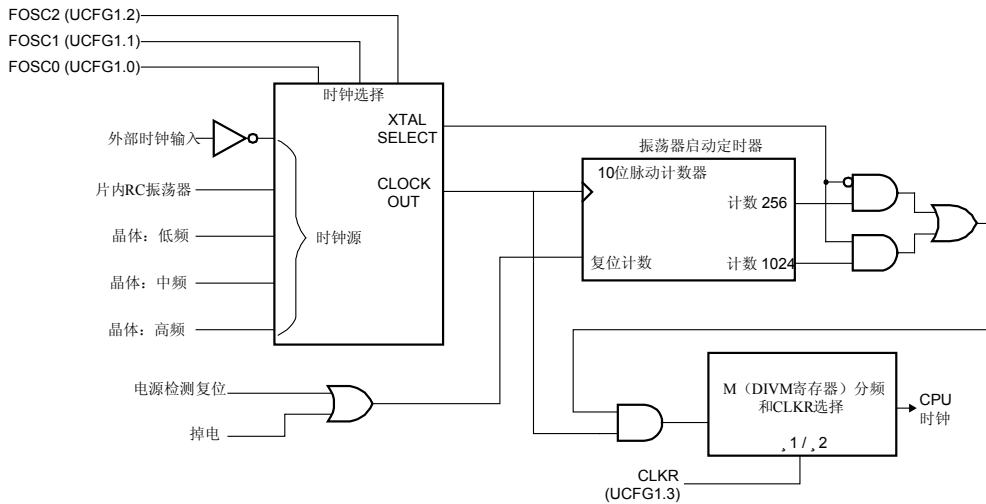 FOSC2 (UCFG1.2)
FOSC1 (UCFG1.1)
FOSC0 (UCFG1.0)
时钟选择
XTAL
SELECT
外部时钟输入
振荡器启动定时器
10位脉动计数器
片内RC振荡器
CLOCK
OUT
计数 256
晶体：低频
时钟源
复位计数
计数 1024
晶体：中频
晶体：高频
电源检测复位
掉电
M（DIVM寄存器）分频
和CLKR选择
CPU
时钟
¸1 / ¸2
CLKR
(UCFG1.3)